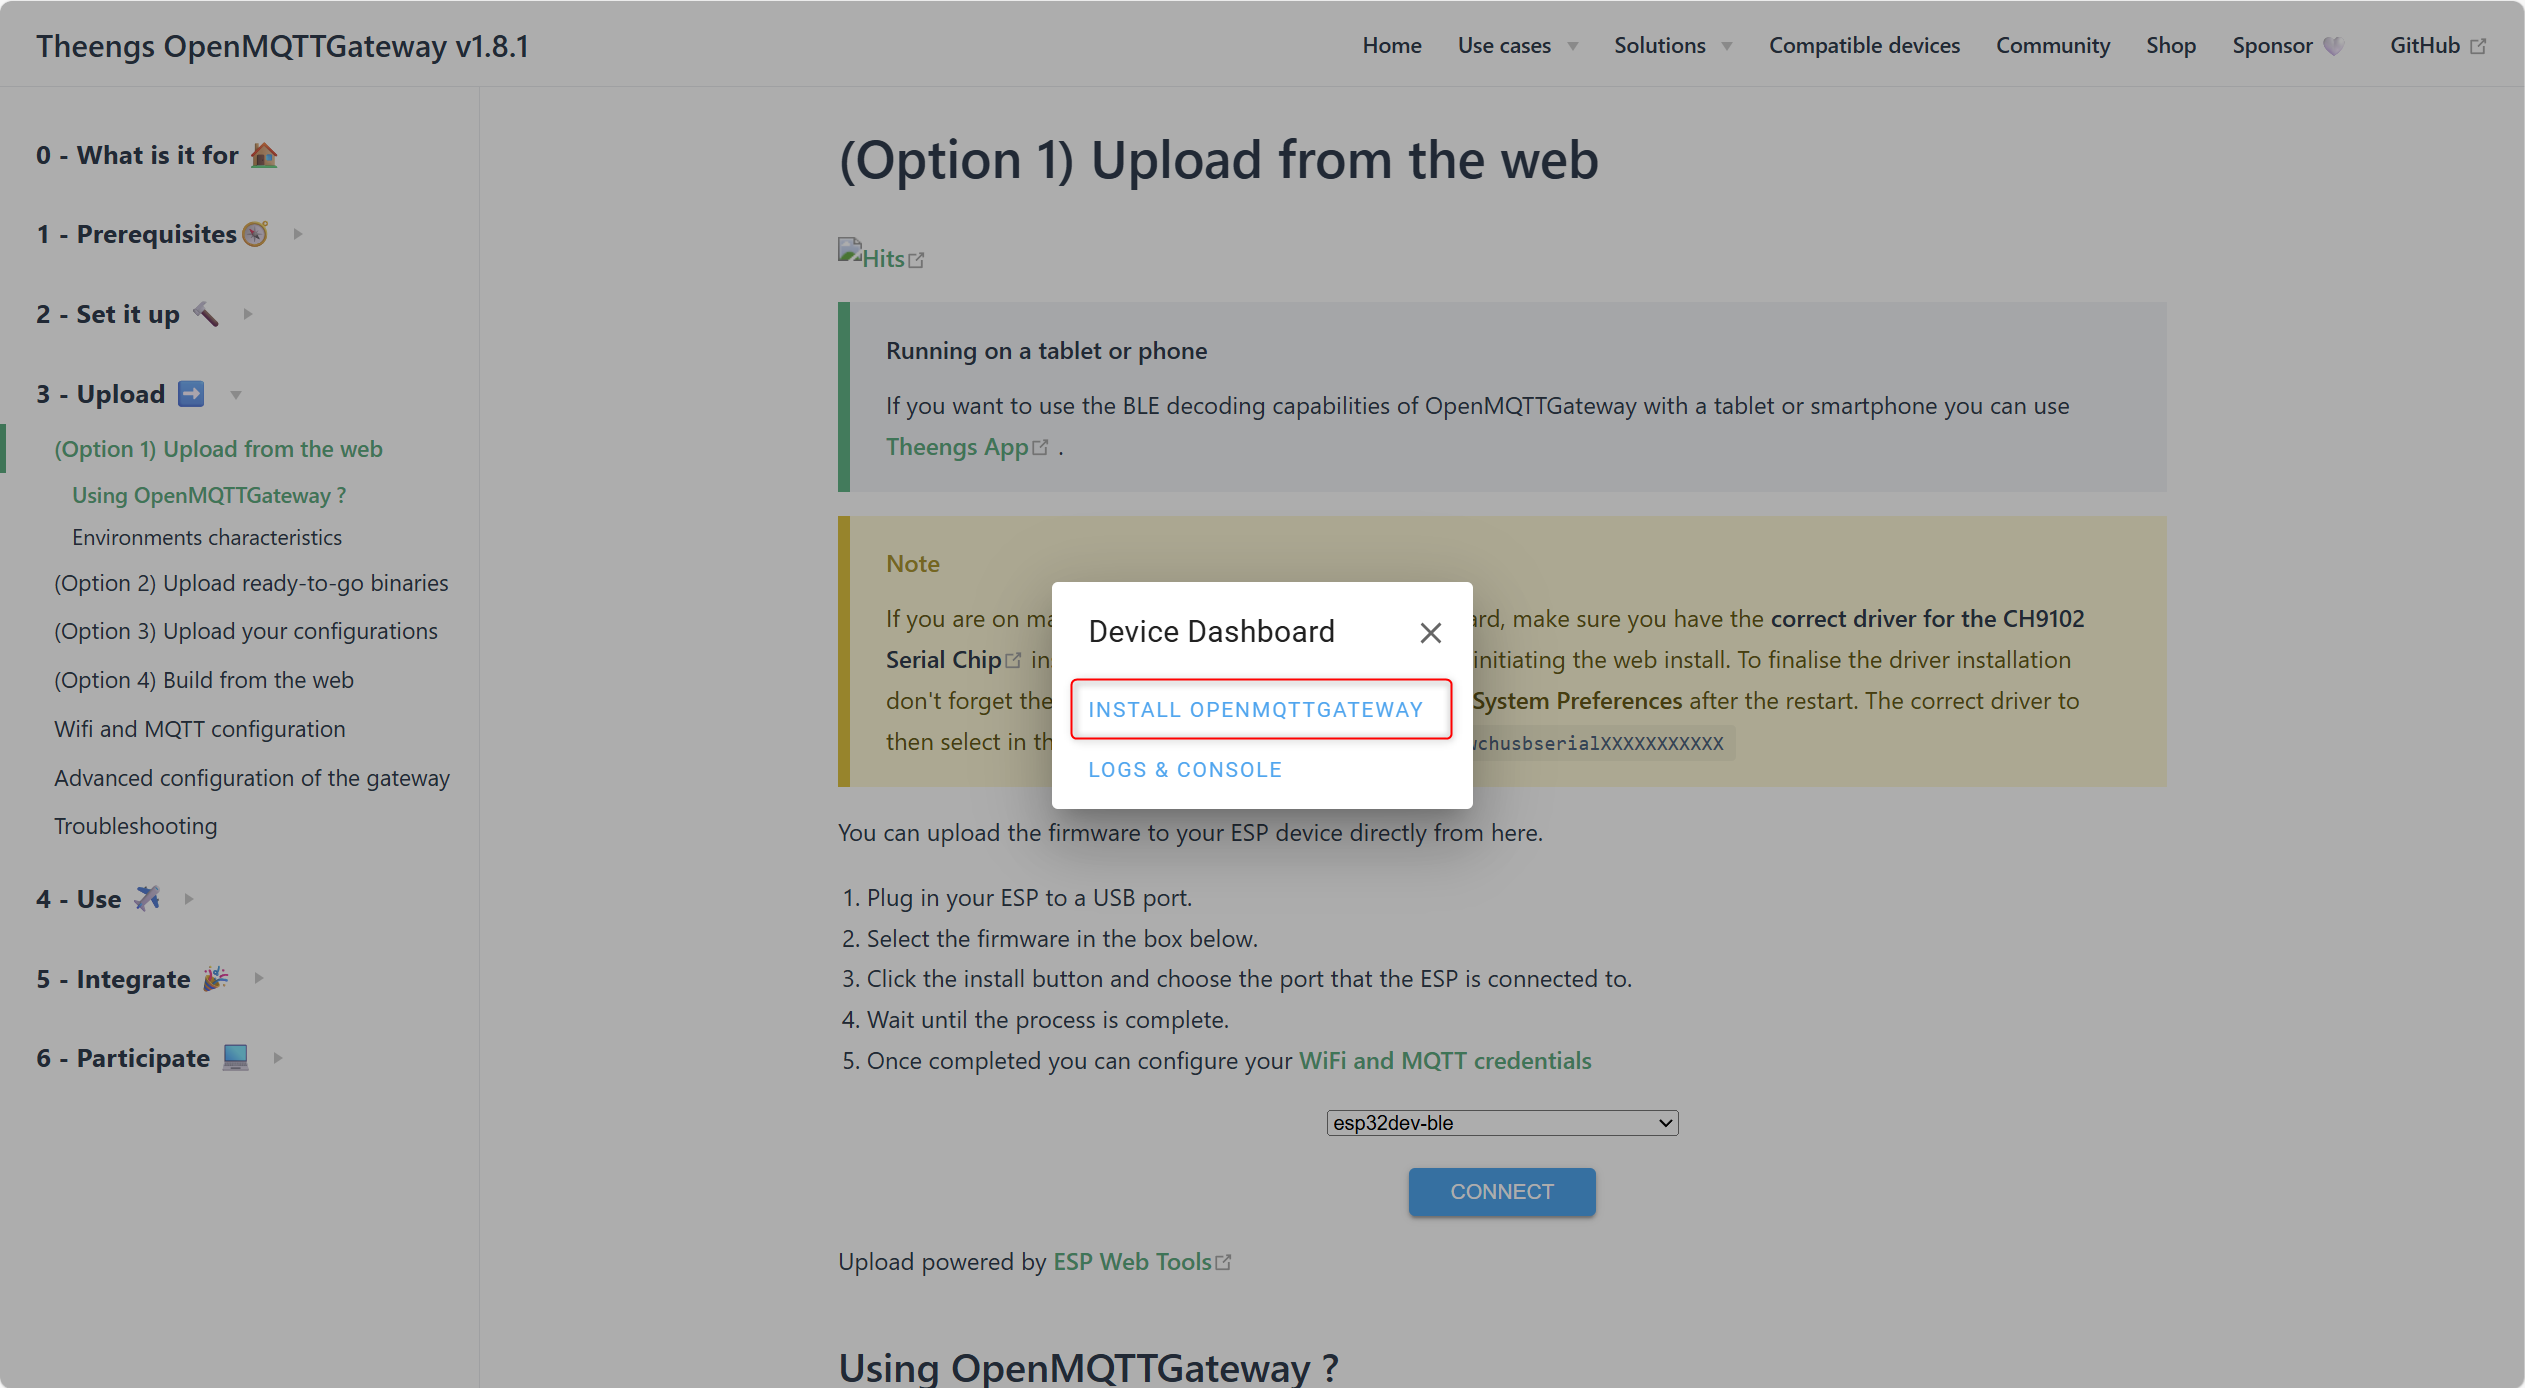 Theengs OpenMQTTGateway v1.8.1
Home Use cases Solutions Compatible devices Community Shop Sponsor GitHub
0 - What is it for
1 - Prerequisites
2 - Set it up
3 - Upload
(Option 1) Upload from the web
Using OpenMQTTGateway ?
Environments characteristics
(Option 2) Upload ready-to-go binaries
(Option 3) Upload your configurations
(Option 4) Build from the web
Wifi and MQTT configuration
Advanced configuration of the gateway
Troubleshooting
4 - Use
5 - Integrate
6 - Participate
(Option 1) Upload from the web
Hits
Running on a tablet or phone
If you want to use the BLE decoding capabilities of OpenMQTTGateway with a tablet or smartphone you can use
Theengs App .
Note
If you are on , make sure you have the correct driver for the CH9102
Serial Chip initiating the web install. To finalise the driver installation
don't forget the System Preferences after the restart. The correct driver to
then select in
Device Dashboard
INSTALL OPENMQTTGATEWAY
LOGS & CONSOLE
You can upload the firmware to your ESP device directly from here.
1. Plug in your ESP to a USB port.
2. Select the firmware in the box below.
3. Click the install button and choose the port that the ESP is connected to.
4. Wait until the process is complete.
5. Once completed you can configure your WiFi and MQTT credentials
esp32dev-ble
CONNECT
Upload powered by ESP Web Tools
Using OpenMQTTGateway ?